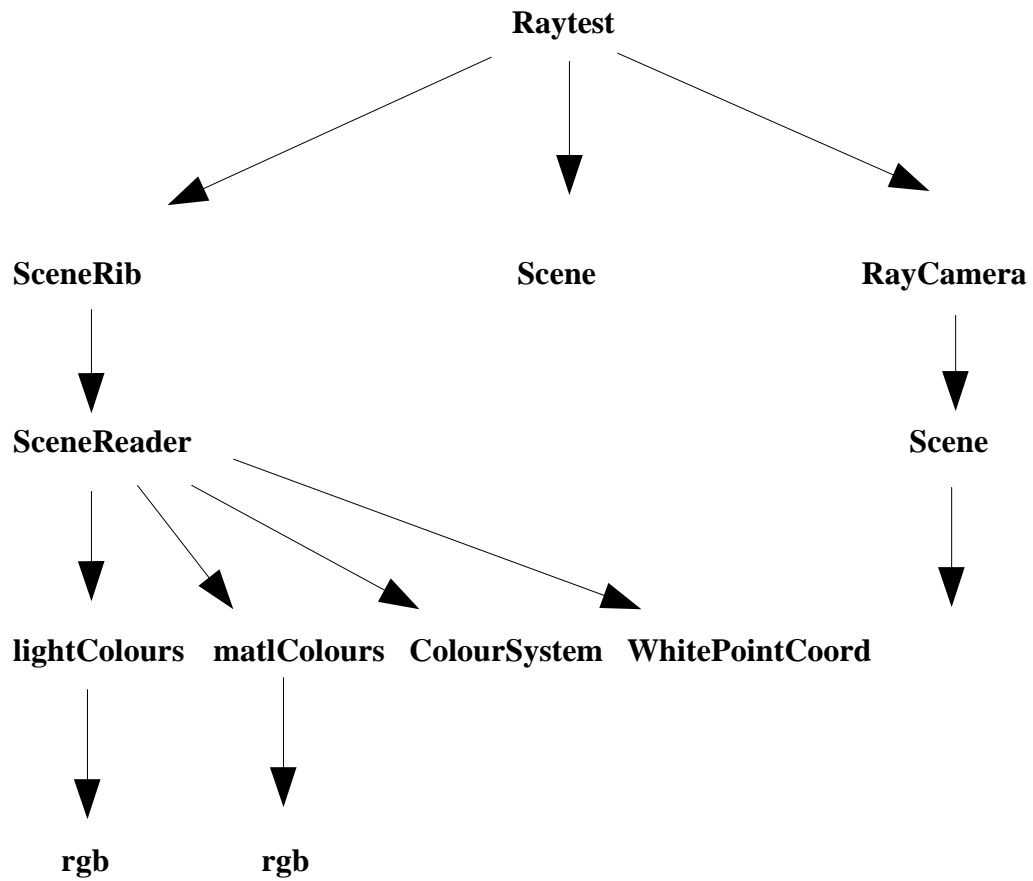 Raytest
SceneRib Scene RayCamera
SceneReader Scene
lightColours matlColours ColourSystem WhitePointCoord
rgb rgb